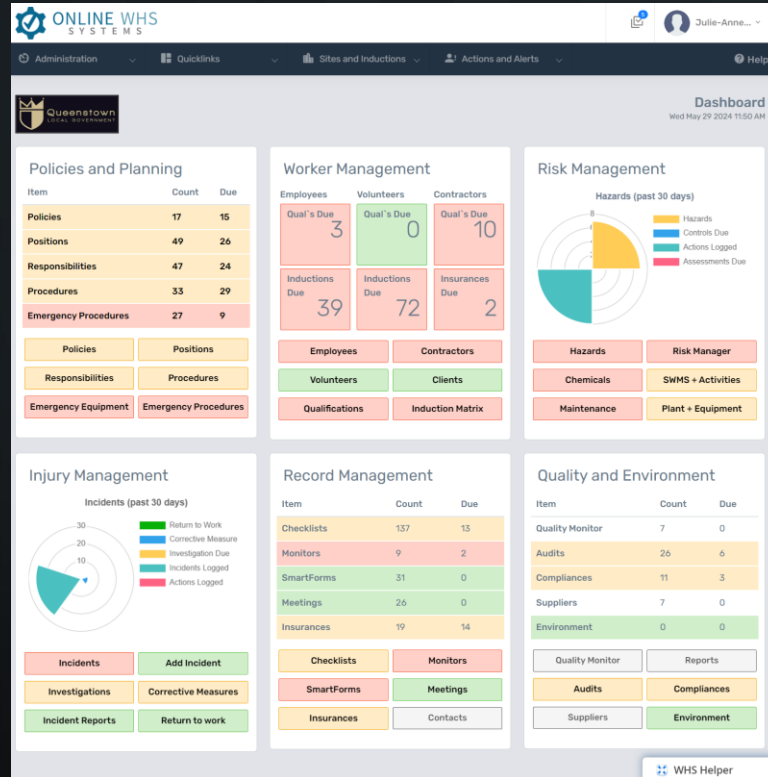 ONLINE WHS
SYSTEMS
5
Julie-Anne...
Administration
Quicklinks
Sites and Inductions
Actions and Alerts
Help
Queenstown
LOCAL GOVERNMENT
Dashboard
Wed May 29 2024 11:50 AM
Policies and Planning
Item Count Due
Policies 17 15
Positions 49 26
Responsibilities 47 24
Procedures 33 29
Emergency Procedures 27 9
Policies Positions
Responsibilities Procedures
Emergency Equipment Emergency Procedures
Worker Management
Employees Volunteers Contractors
Qual`s Due Qual`s Due Qual`s Due
3 0 10
Inductions Inductions Insurances
Due Due Due
39 72 2
Employees Contractors
Volunteers Clients
Qualifications Induction Matrix
Risk Management
Hazards (past 30 days)
8
Hazards
Controls Due
Actions Logged
Assessments Due
Hazards Risk Manager
Chemicals SWMS + Activities
Maintenance Plant + Equipment
Injury Management
Incidents (past 30 days)
30
20
10
Return to Work
Corrective Measure
Investigation Due
Incidents Logged
Actions Logged
Incidents Add Incident
Investigations Corrective Measures
Incident Reports Return to work
Record Management
Item Count Due
Checklists 137 13
Monitors 9 2
SmartForms 31 0
Meetings 26 0
Insurances 19 14
Checklists Monitors
SmartForms Meetings
Insurances Contacts
Quality and Environment
Item Count Due
Quality Monitor 7 0
Audits 26 6
Compliances 11 3
Suppliers 7 0
Environment 0 0
Quality Monitor Reports
Audits Compliances
Suppliers Environment
WHS Helper